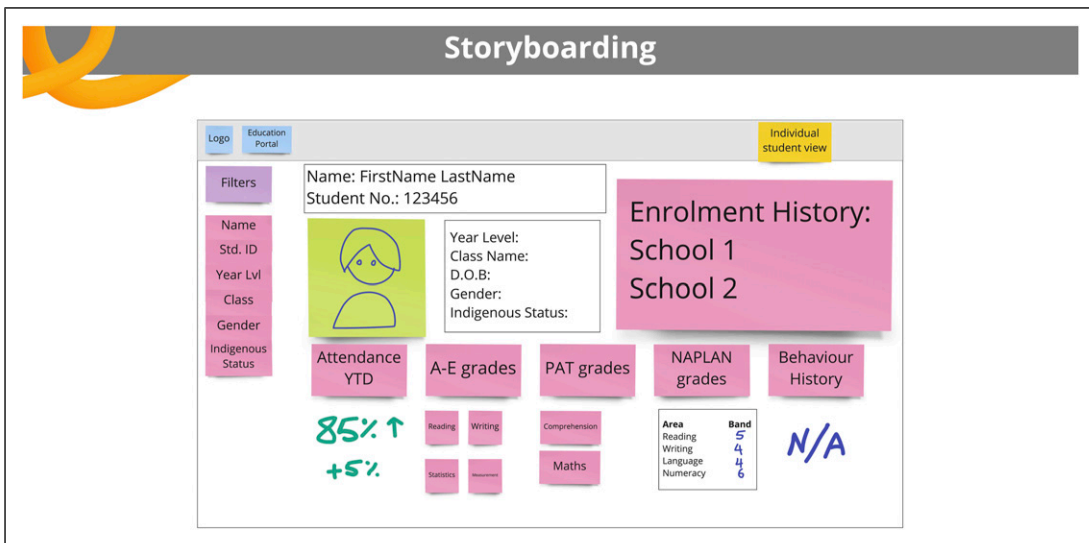 Storyboarding
Logo
Education
Portal
Individual
student view
Filters
Name
Std. ID
Year Lvl
Class
Gender
Indigenous
Status
Name: FirstName LastName
Student No.: 123456
Year Level:
Class Name:
D.O.B:
Gender:
Indigenous Status:
Enrolment History:
School 1
School 2
Attendance
YTD
85% ↑
+5%
A-E grades
Reading
Writing
Statistics
Measurement
PAT grades
Comprehension
Maths
NAPLAN
grades
Area Band
Reading 5
Writing 4
Language 4
Numeracy 6
Behaviour
History
N/A